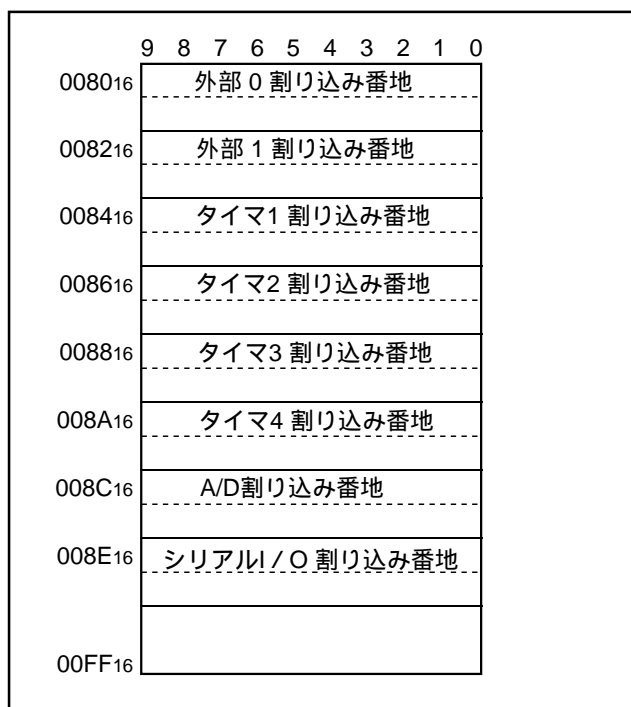 9 8 7 6 5 4 3 2 1 0
008016 外部 0 割り込み番地
008216 外部 1 割り込み番地
008416 タイマ1 割り込み番地
008616 タイマ2 割り込み番地
008816 タイマ3 割り込み番地
008A16 タイマ4 割り込み番地
008C16 A/D割り込み番地
008E16 シリアルI / O 割り込み番地
00FF16